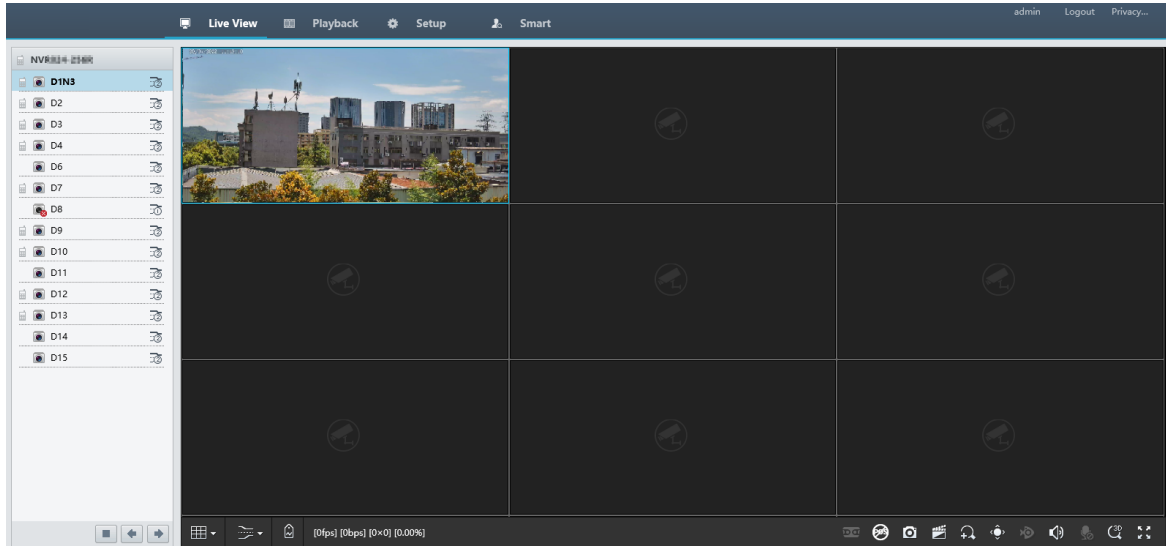 Live View Playback Setup Smart admin Logout Privacy...
D1N3
D2
D3
D4
D6
D7
D8
D9
D10
D11
D12
D13
D14
D15
[0fps] [0bps] [0×0] [0.00%]